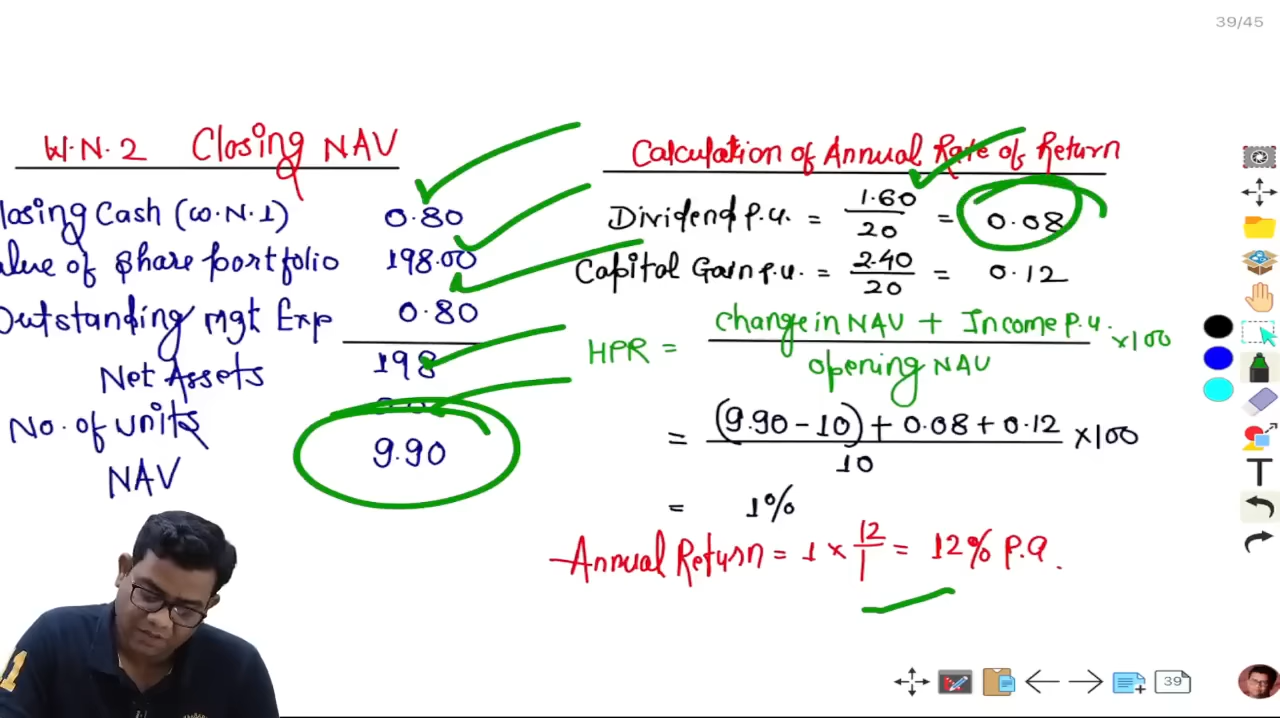 39/45
W.N.2 Closing NAV
losing Cash (W.N.1) 0.80
alue of share portfolio 198.00
Outstanding mgt Exp 0.80
Net Assets 198
No. of units
NAV 9.90
Calculation of Annual Rate of Return
Dividend p.u. = 1.60/20 = 0.08
Capital Gain p.u. = 2.40/20 = 0.12
HPR = change in NAV + Income p.u. / opening NAV ×100
= (9.90 - 10) + 0.08 + 0.12 / 10 ×100
= 1%
Annual Return = 1 × 12/1 = 12% p.a.
T
39
1